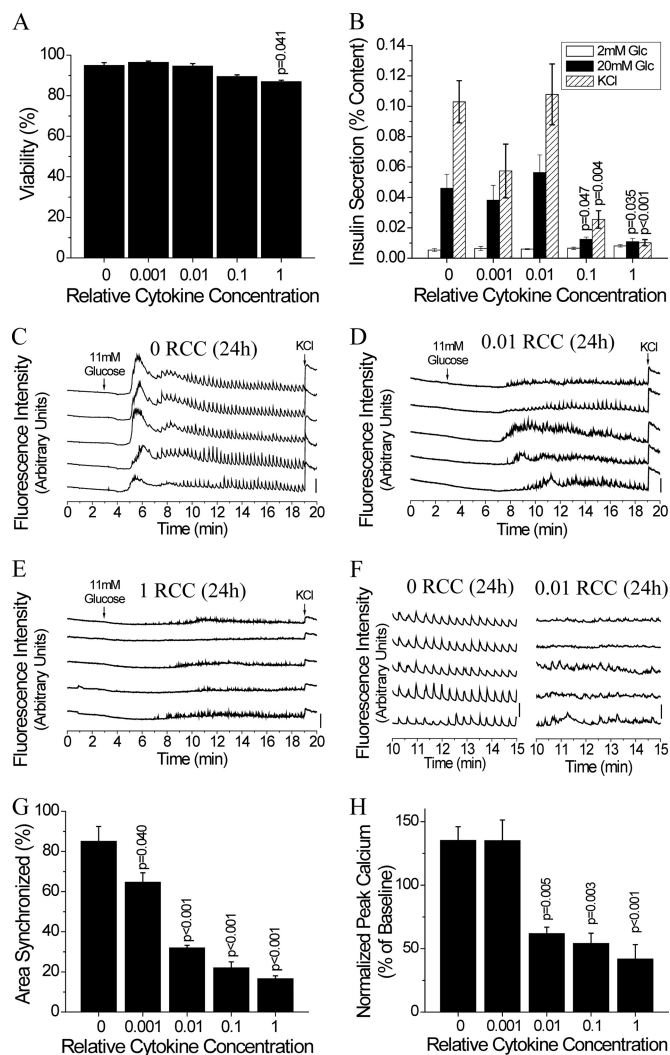 A
Viability (%)
100
80
60
40
20
0
p=0.041
0 0.001 0.01 0.1 1
Relative Cytokine Concentration
B
Insulin Secretion (% Content)
0.14
0.12
0.10
0.08
0.06
0.04
0.02
0.00
2mM Glc
20mM Glc
KCl
p=0.047
p=0.004
p=0.035
p<0.001
0 0.001 0.01 0.1 1
Relative Cytokine Concentration
C
0 RCC (24h)
11mM
Glucose
KCl
Fluorescence Intensity
(Arbitrary Units)
0 2 4 6 8 10 12 14 16 18 20
Time (min)
D
0.01 RCC (24h)
11mM
Glucose
KCl
Fluorescence Intensity
(Arbitrary Units)
0 2 4 6 8 10 12 14 16 18 20
Time (min)
E
1 RCC (24h)
11mM
Glucose
KCl
Fluorescence Intensity
(Arbitrary Units)
0 2 4 6 8 10 12 14 16 18 20
Time (min)
F
0 RCC (24h) 0.01 RCC (24h)
Fluorescence Intensity
(Arbitrary Units)
10 11 12 13 14 15 10 11 12 13 14 15
Time (min) Time (min)
G
Area Synchronized (%)
100
80
60
40
20
0
p=0.040
p<0.001
p<0.001
p<0.001
0 0.001 0.01 0.1 1
Relative Cytokine Concentration
H
Normalized Peak Calcium
(% of Baseline)
150
100
50
0
p=0.005
p=0.003
p<0.001
0 0.001 0.01 0.1 1
Relative Cytokine Concentration